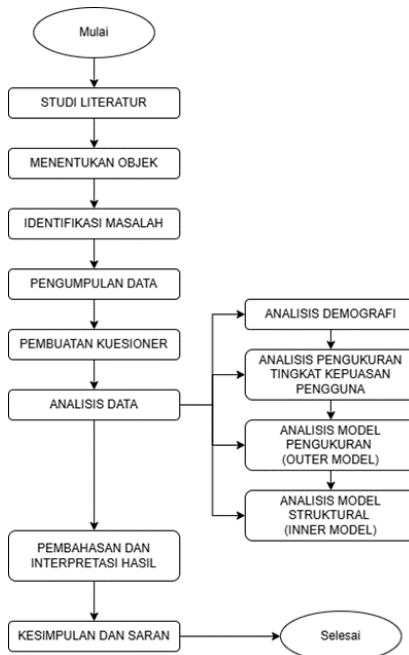 Mulai
STUDI LITERATUR
MENENTUKAN OBJEK
IDENTIFIKASI MASALAH
PENGUMPULAN DATA
PEMBUATAN KUESIONER
ANALISIS DATA
ANALISIS DEMOGRAFI
ANALISIS PENGUKURAN
TINGKAT KEPUASAN
PENGGUNA
ANALISIS MODEL
PENGUKURAN
(OUTER MODEL)
ANALISIS MODEL
STRUKTURAL
(INNER MODEL)
PEMBAHASAN DAN
INTERPRETASI HASIL
KESIMPULAN DAN SARAN
Selesai